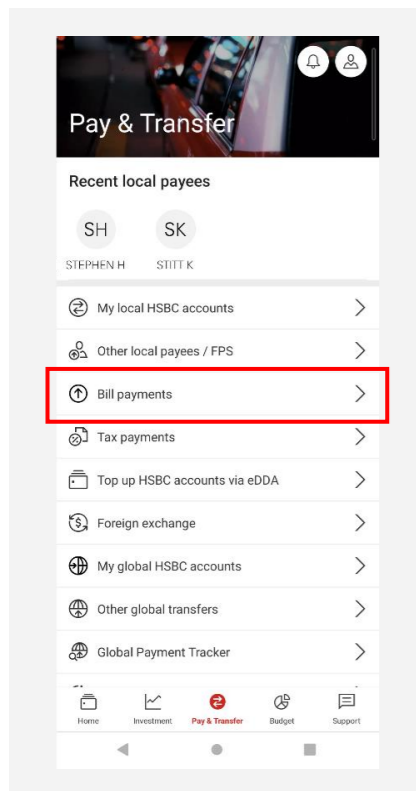 Pay & Transfer
Recent local payees
SH SK
STEPHEN H STITT K
My local HSBC accounts
Other local payees / FPS
Bill payments
Tax payments
Top up HSBC accounts via eDDA
Foreign exchange
My global HSBC accounts
Other global transfers
Global Payment Tracker
Home Investment Pay & Transfer Budget Support